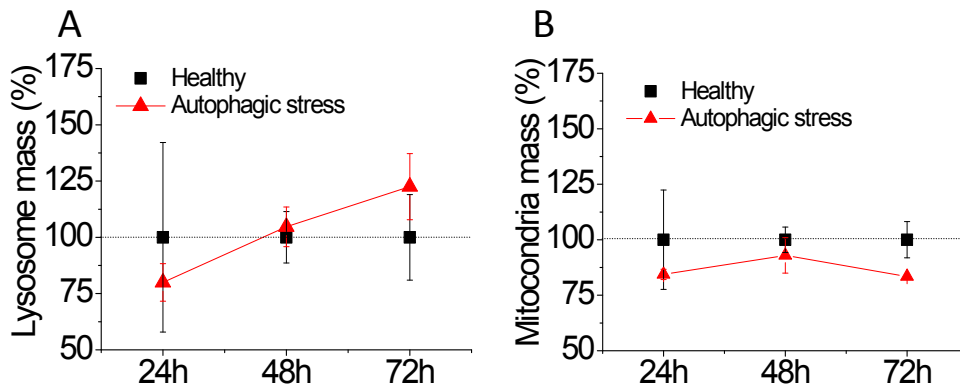 A
Lysosome mass (%)
175
150
125
100
75
50
Healthy
Autophagic stress
24h 48h 72h
B
Mitocondria mass (%)
175
150
125
100
75
50
Healthy
Autophagic stress
24h 48h 72h